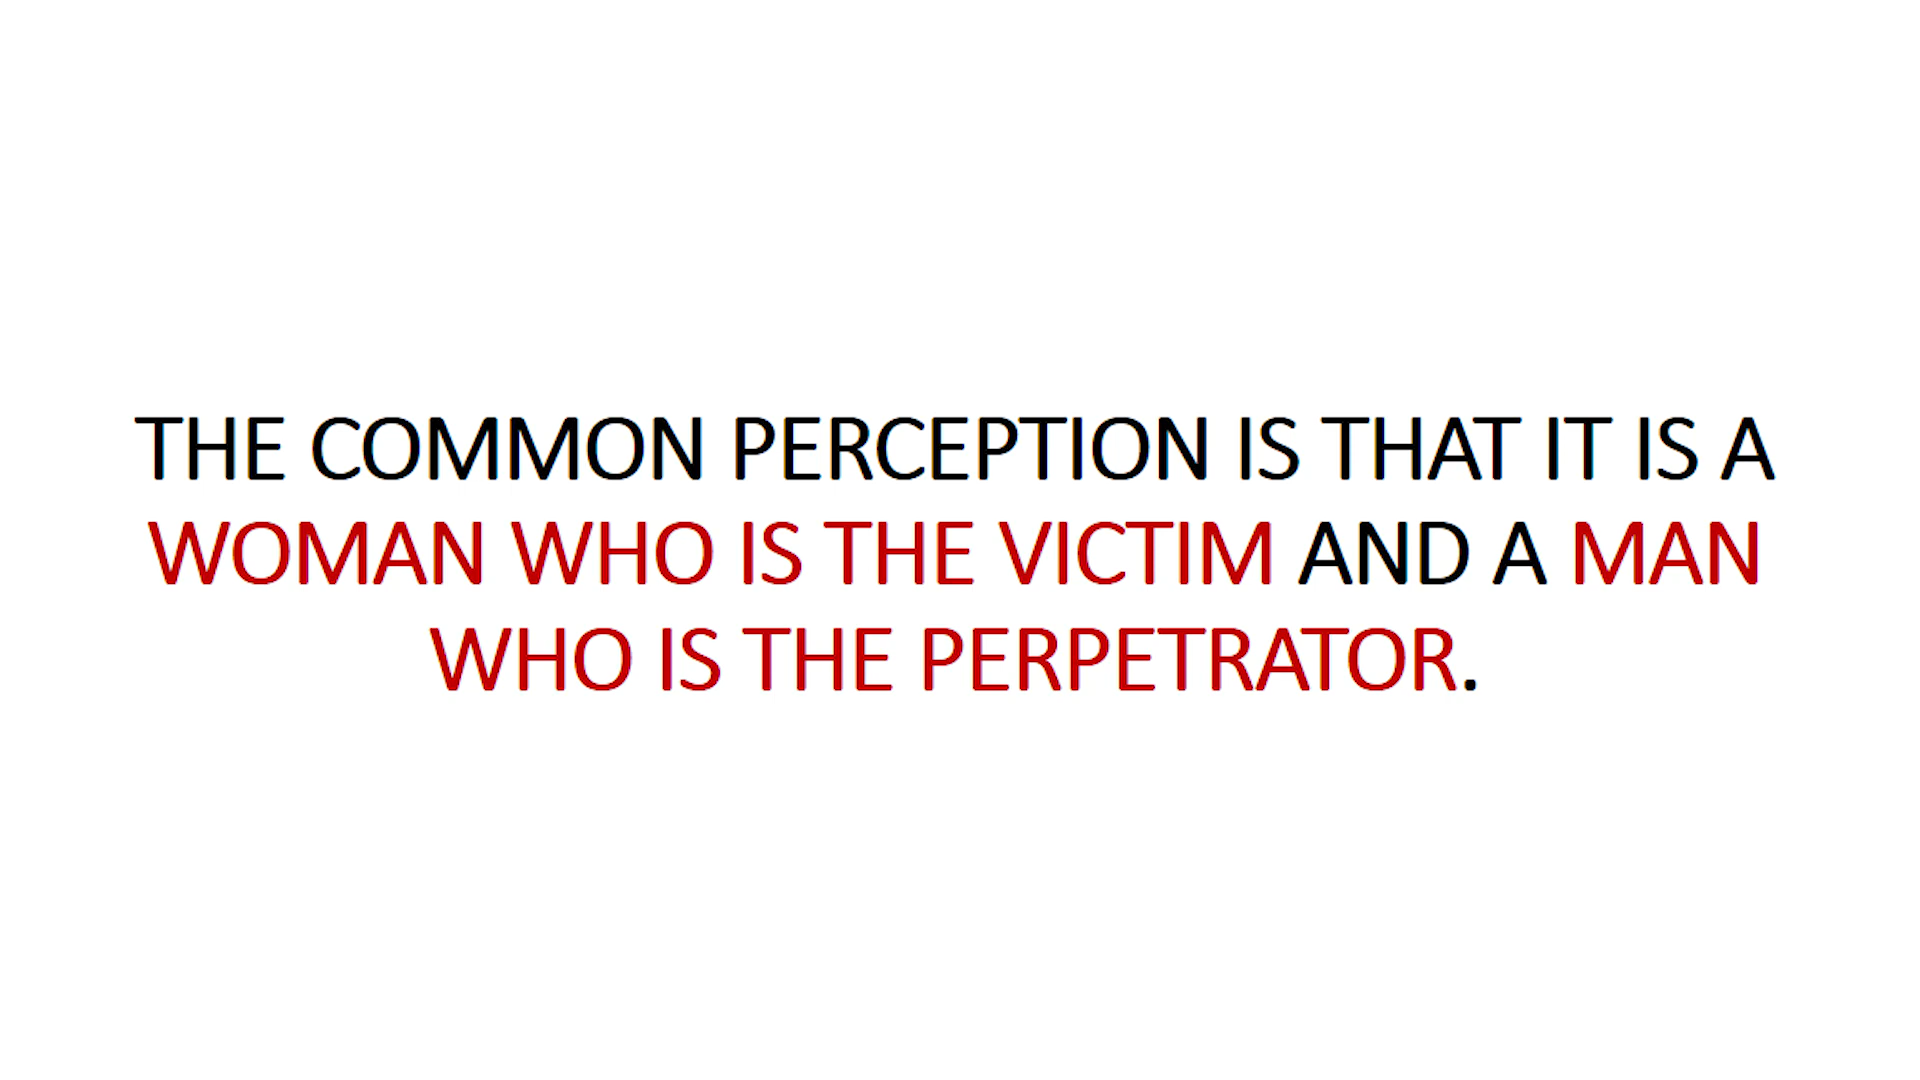 THE COMMON PERCEPTION IS THAT IT IS A
WOMAN WHO IS THE VICTIM AND A MAN
WHO IS THE PERPETRATOR.